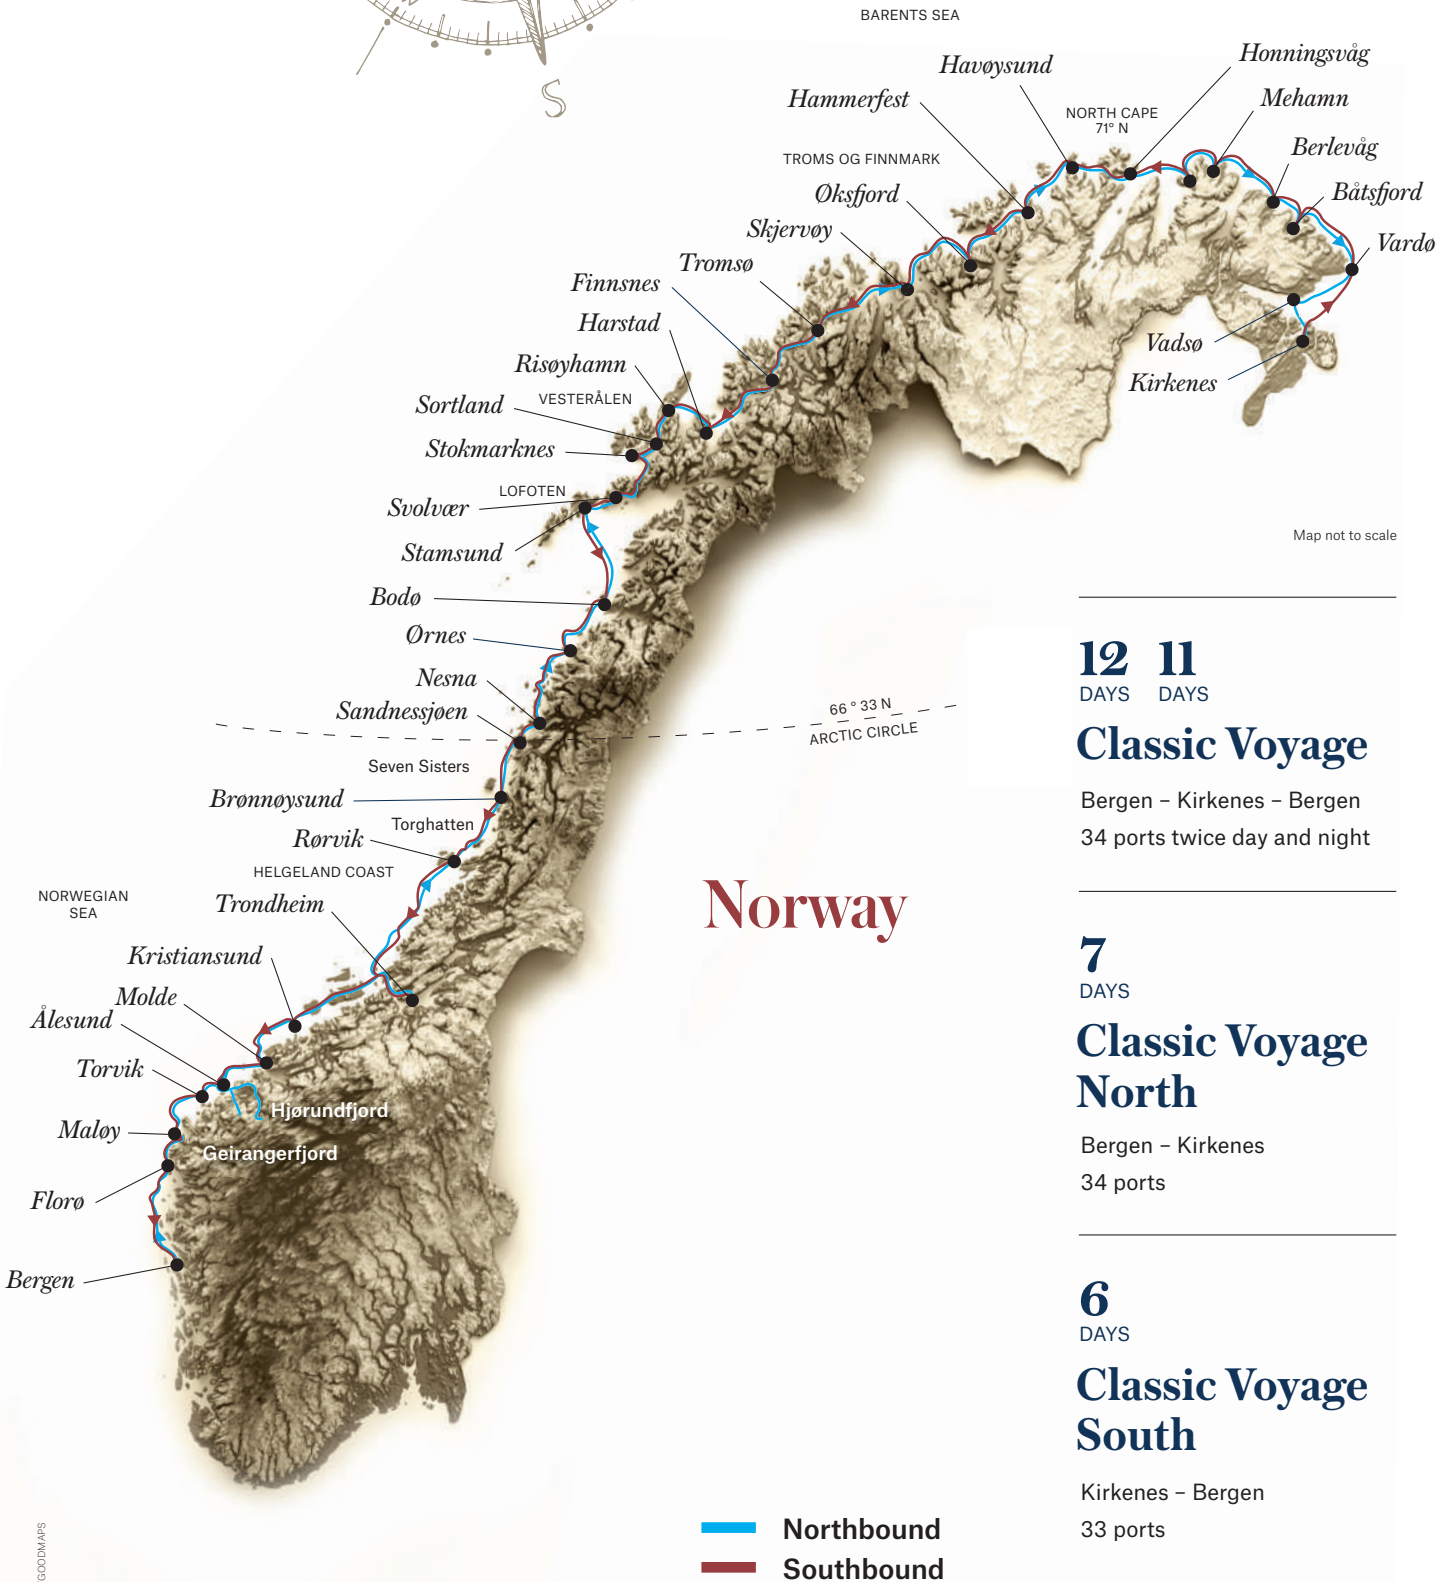 S
BARENTS SEA
Honningsvåg
Havøysund
Mehamn
Hammerfest
NORTH CAPE
71° N
Berlevåg
TROMS OG FINNMARK
Øksfjord
Båtsfjord
Skjervøy
Vardø
Tromsø
Finnsnes
Harstad
Vadsø
Risøyhamn
Kirkenes
VESTERÅLEN
Sortland
Stokmarknes
LOFOTEN
Svolvær
Stamsund
Map not to scale
Bodø
Ørnes
Nesna
Sandnessjøen
66° 33 N
ARCTIC CIRCLE
Seven Sisters
Brønnøysund
Torghatten
Rørvik
HELGELAND COAST
NORWEGIAN
SEA
Trondheim
Norway
Kristiansund
Molde
Ålesund
Torvik
Hjørundfjord
Maløy
Geirangerfjord
Florø
Bergen
12 11
DAYS DAYS
Classic Voyage
Bergen – Kirkenes – Bergen
34 ports twice day and night
7
DAYS
Classic Voyage
North
Bergen – Kirkenes
34 ports
6
DAYS
Classic Voyage
South
Kirkenes – Bergen
33 ports
Northbound
Southbound